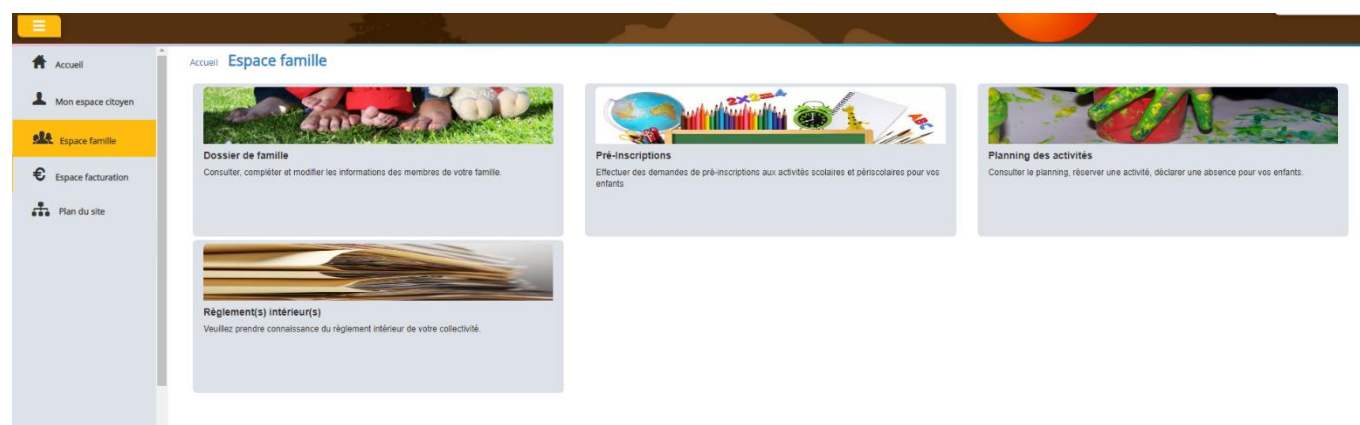 Accueil
Mon espace citoyen
Espace famille
Espace facturation
Plan du site
Accueil Espace famille
Dossier de famille
Consulter, compléter et modifier les informations des membres de votre famille.
2x2=4
ABC
Pré-inscriptions
Effectuer des demandes de pré-inscriptions aux activités scolaires et périscolaires pour vos
enfants
Planning des activités
Consulter le planning, réserver une activité, déclarer une absence pour vos enfants.
Règlement(s) intérieur(s)
Veuillez prendre connaissance du règlement intérieur de votre collectivité.